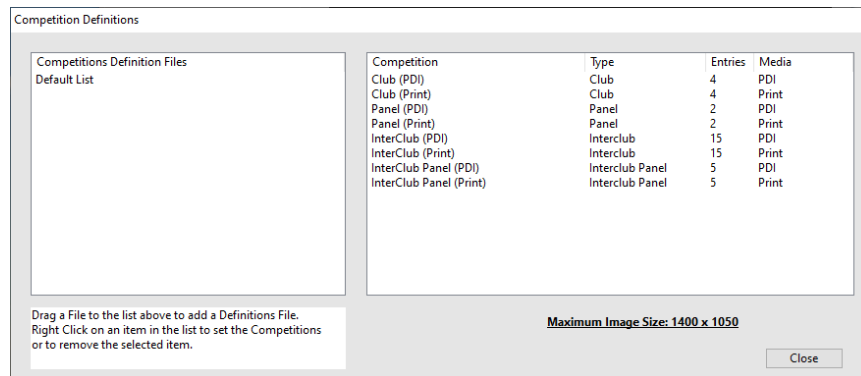 Competition Definitions
Competitions Definition Files
Default List
Competition Type Entries Media
Club (PDI) Club 4 PDI
Club (Print) Club 4 Print
Panel (PDI) Panel 2 PDI
Panel (Print) Panel 2 Print
InterClub (PDI) Interclub 15 PDI
InterClub (Print) Interclub 15 Print
InterClub Panel (PDI) Interclub Panel 5 PDI
InterClub Panel (Print) Interclub Panel 5 Print
Drag a File to the list above to add a Definitions File.
Right Click on an item in the list to set the Competitions
or to remove the selected item.
Maximum Image Size: 1400 x 1050
Close